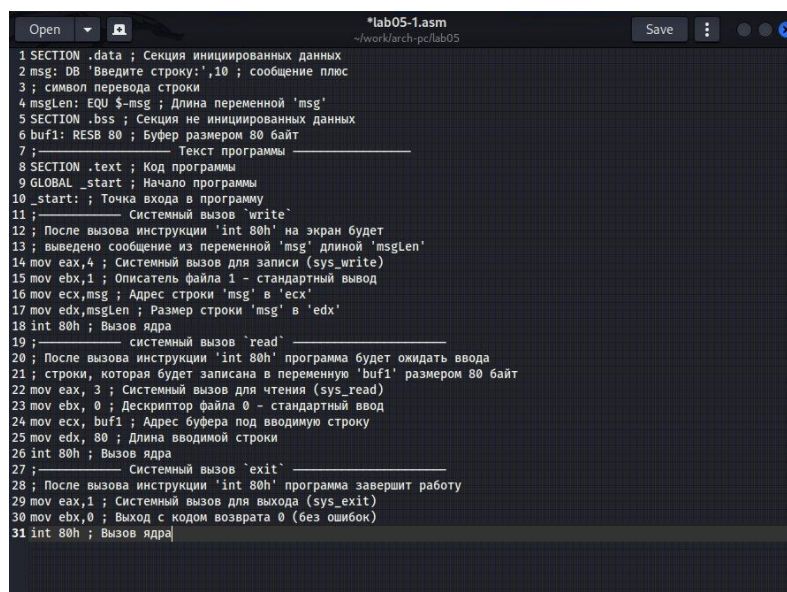 Open
*lab05-1.asm
~/work/arch-pc/lab05
Save
1 SECTION .data ; Секция инициированных данных
2 msg: DB 'Введите строку:',10 ; сообщение плюс
3 ; символ перевода строки
4 msgLen: EQU $-msg ; Длина переменной 'msg'
5 SECTION .bss ; Секция не инициированных данных
6 buf1: RESB 80 ; Буфер размером 80 байт
7 ;—————— Текст программы ——————
8 SECTION .text ; Код программы
9 GLOBAL _start ; Начало программы
10 _start: ; Точка входа в программу
11 ;—————— Системный вызов `write`
12 ; После вызова инструкции 'int 80h' на экран будет
13 ; выведено сообщение из переменной 'msg' длиной 'msgLen'
14 mov eax,4 ; Системный вызов для записи (sys_write)
15 mov ebx,1 ; Описатель файла 1 - стандартный вывод
16 mov ecx,msg ; Адрес строки 'msg' в 'ecx'
17 mov edx,msgLen ; Размер строки 'msg' в 'edx'
18 int 80h ; Вызов ядра
19 ;—————— системный вызов `read` ——————
20 ; После вызова инструкции 'int 80h' программа будет ожидать ввода
21 ; строки, которая будет записана в переменную 'buf1' размером 80 байт
22 mov eax, 3 ; Системный вызов для чтения (sys_read)
23 mov ebx, 0 ; Дескриптор файла 0 - стандартный ввод
24 mov ecx, buf1 ; Адрес буфера под вводимую строку
25 mov edx, 80 ; Длина вводимой строки
26 int 80h ; Вызов ядра
27 ;—————— Системный вызов `exit` ——————
28 ; После вызова инструкции 'int 80h' программа завершит работу
29 mov eax,1 ; Системный вызов для выхода (sys_exit)
30 mov ebx,0 ; Выход с кодом возврата 0 (без ошибок)
31 int 80h ; Вызов ядра